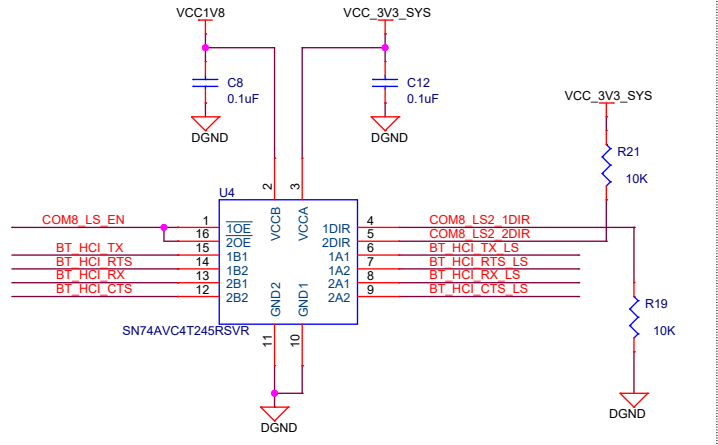 VCC1V8
VCC_3V3_SYS
C8
0.1uF
C12
0.1uF
DGND
DGND
VCC_3V3_SYS
R21
10K
U4
2
3
VCCB
VCCA
COM8_LS_EN
1
1OE
1DIR
4
COM8_LS2_1DIR
16
2OE
2DIR
5
COM8_LS2_2DIR
BT_HCI_TX
15
1B1
1A1
6
BT_HCI_TX_LS
BT_HCI_RTS
14
1B2
1A2
7
BT_HCI_RTS_LS
BT_HCI_RX
13
2B1
2A1
8
BT_HCI_RX_LS
BT_HCI_CTS
12
2B2
2A2
9
BT_HCI_CTS_LS
GND2
GND1
SN74AVC4T245RSVR
11
10
R19
10K
DGND
DGND